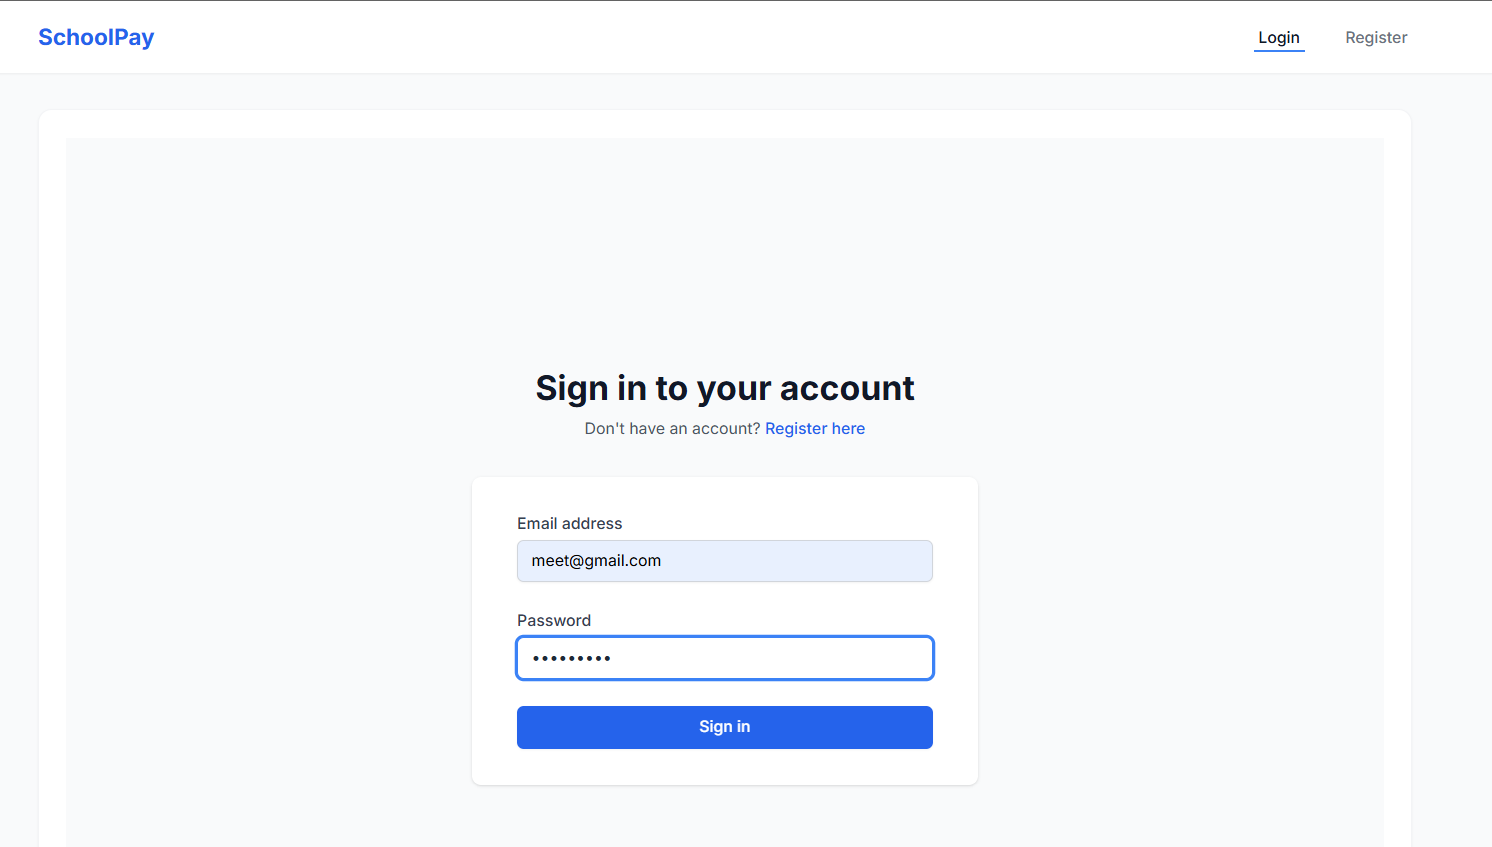 SchoolPay
Login
Register
Sign in to your account
Don't have an account? Register here
Email address
meet@gmail.com
Password
•••••••••
Sign in